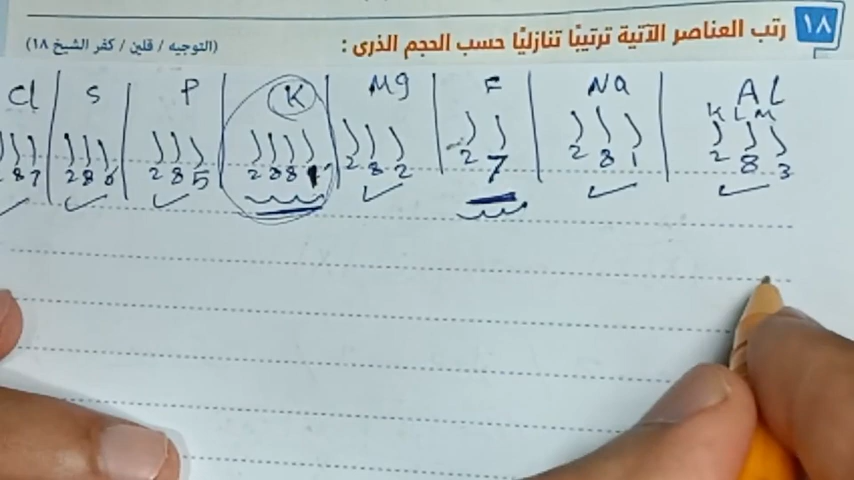 ١٨ رتب العناصر الآتية ترتيبًا تنازليًا حسب الحجم الذرى : (التوجيه / قلين / كفر الشيخ ١٨)
Cl S P K Mg F Na AL
K L M
2 8 7 2 8 6 2 8 5 2 8 8 1 2 8 2 2 7 2 8 1 2 8 3